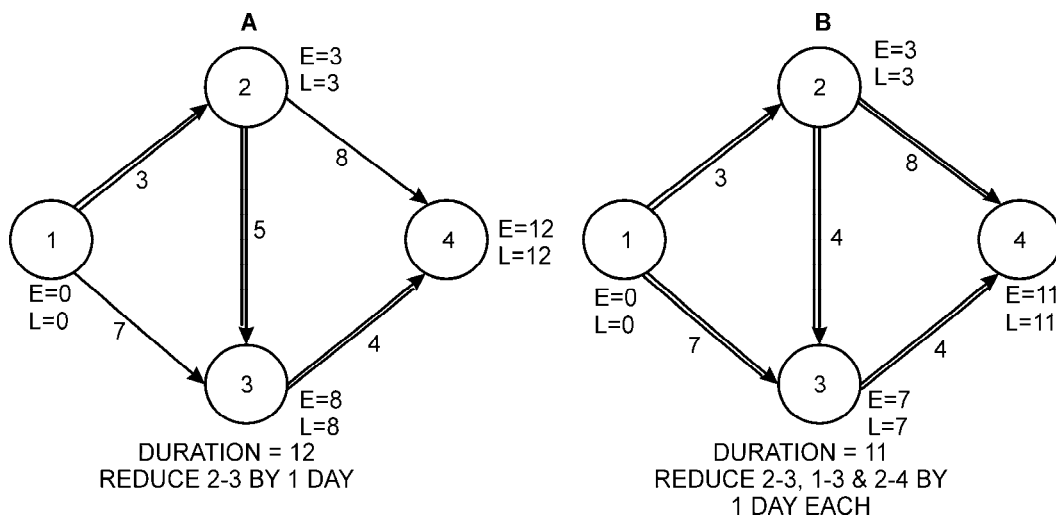 A
E=3
L=3
2
3
8
5
1
E=0
L=0
7
4
E=12
L=12
4
3
E=8
L=8
DURATION = 12
REDUCE 2-3 BY 1 DAY
B
E=3
L=3
2
3
8
4
1
E=0
L=0
7
4
E=11
L=11
4
3
E=7
L=7
DURATION = 11
REDUCE 2-3, 1-3 & 2-4 BY
1 DAY EACH